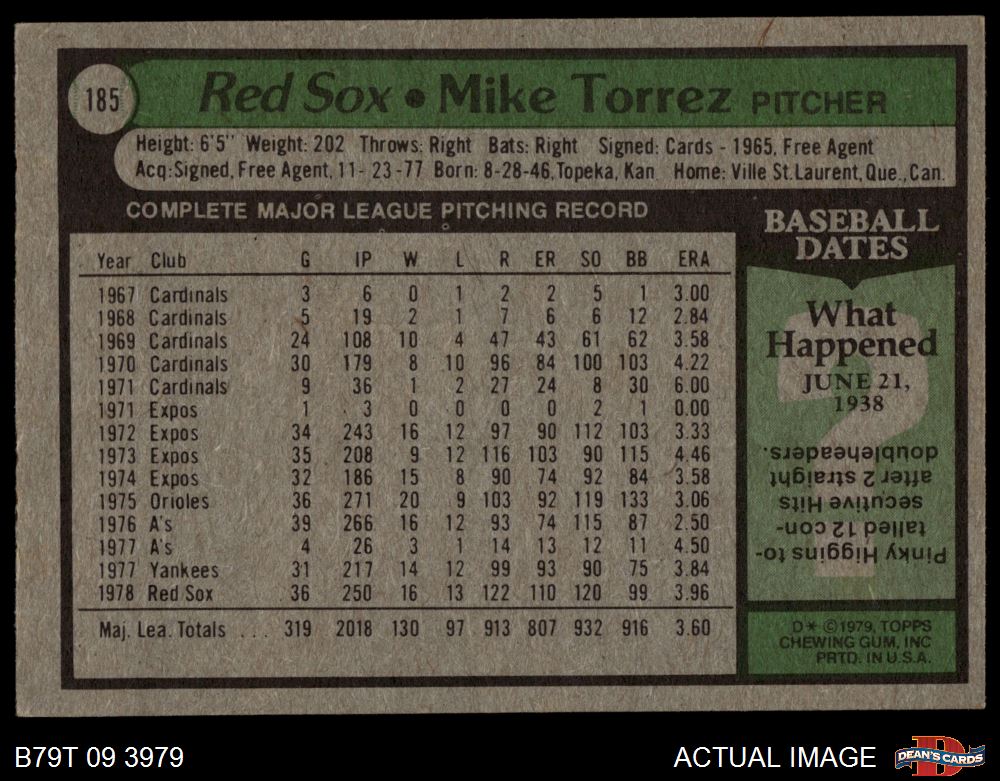 185 Red Sox • Mike Torrez PITCHER
Height: 6'5" Weight: 202 Throws: Right Bats: Right Signed: Cards - 1965, Free Agent
Acq:Signed, Free Agent, 11- 23-77 Born: 8-28-46, Topeka, Kan Home: Ville St. Laurent, Que., Can.
COMPLETE MAJOR LEAGUE PITCHING RECORD
Year Club G IP W L R ER SO BB ERA
1967 Cardinals 3 6 0 1 2 2 5 1 3.00
1968 Cardinals 5 19 2 1 7 6 6 12 2.84
1969 Cardinals 24 108 10 4 47 43 61 62 3.58
1970 Cardinals 30 179 8 10 96 84 100 103 4.22
1971 Cardinals 9 36 1 2 27 24 8 30 6.00
1971 Expos 1 3 0 0 0 0 2 1 0.00
1972 Expos 34 243 16 12 97 90 112 103 3.33
1973 Expos 35 208 9 12 116 103 90 115 4.46
1974 Expos 32 186 15 8 90 74 92 84 3.58
1975 Orioles 36 271 20 9 103 92 119 133 3.06
1976 A's 39 266 16 12 93 74 115 87 2.50
1977 A's 4 26 3 1 14 13 12 11 4.50
1977 Yankees 31 217 14 12 99 93 90 75 3.84
1978 Red Sox 36 250 16 13 122 110 120 99 3.96
Maj. Lea. Totals ... 319 2018 130 97 913 807 932 916 3.60
BASEBALL
DATES
What
Happened
JUNE 21,
1938
?
Pinky Higgins to-
talled 12 con-
secutive Hits
after 2 straight
doubleheaders.
D* ©1979, TOPPS
CHEWING GUM, INC
PRTD. IN U.S.A.
B79T 09 3979
ACTUAL IMAGE
D
DEAN'S CARDS